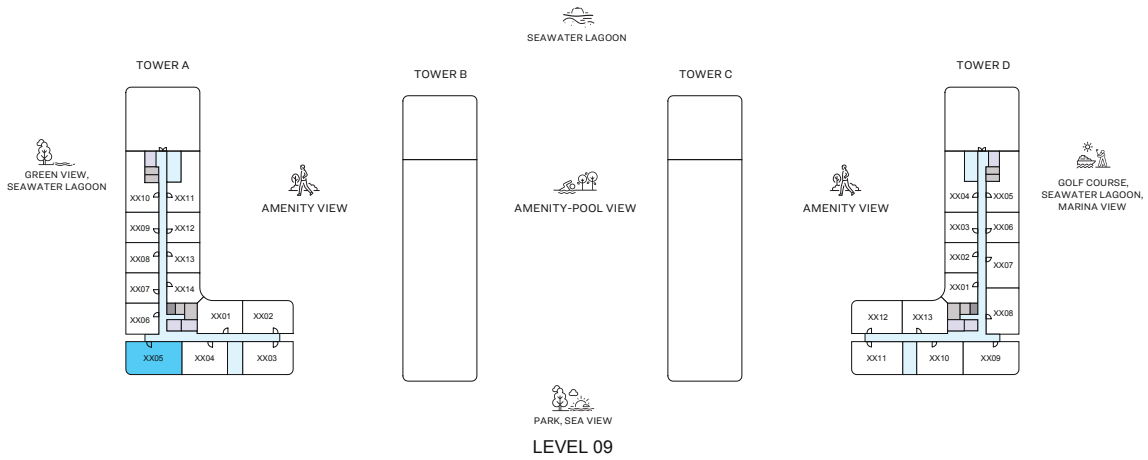 SEAWATER LAGOON
TOWER A
TOWER B
TOWER C
TOWER D
GREEN VIEW,
SEAWATER LAGOON
AMENITY VIEW
AMENITY-POOL VIEW
AMENITY VIEW
GOLF COURSE,
SEAWATER LAGOON,
MARINA VIEW
XX10 XX11
XX09 XX12
XX08 XX13
XX07 XX14
XX06 XX01 XX02
XX05 XX04 XX03
XX04 XX05
XX03 XX06
XX02 XX07
XX01
XX12 XX13 XX08
XX11 XX10 XX09
PARK, SEA VIEW
LEVEL 09